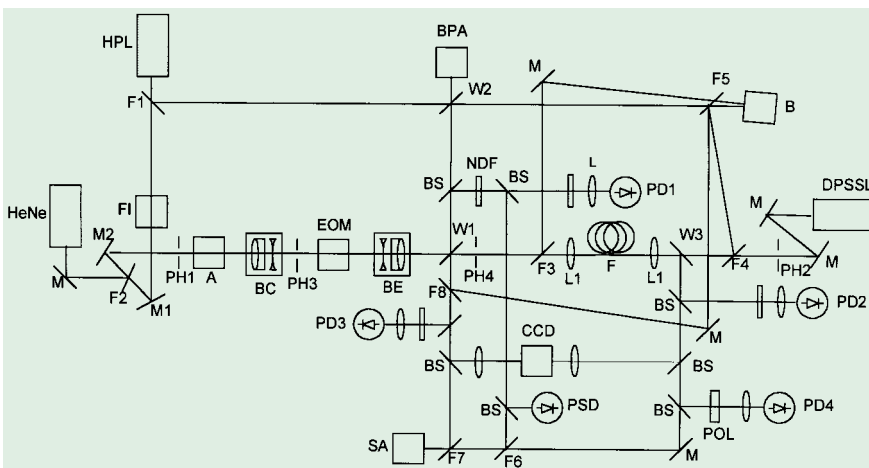 HPL
BPA
M
F5
F1
W2
B
NDF
L
BS
BS
PD1
DPSSL
HeNe
FI
M
M2
EOM
W1
W3
PH1
A
BC
PH3
BE
PH4
F3
L1
F
L1
F4
PH2
M
M
F2
M1
F8
BS
PD2
PD3
CCD
M
BS
BS
BS
PSD
BS
POL
PD4
SA
F7
F6
M